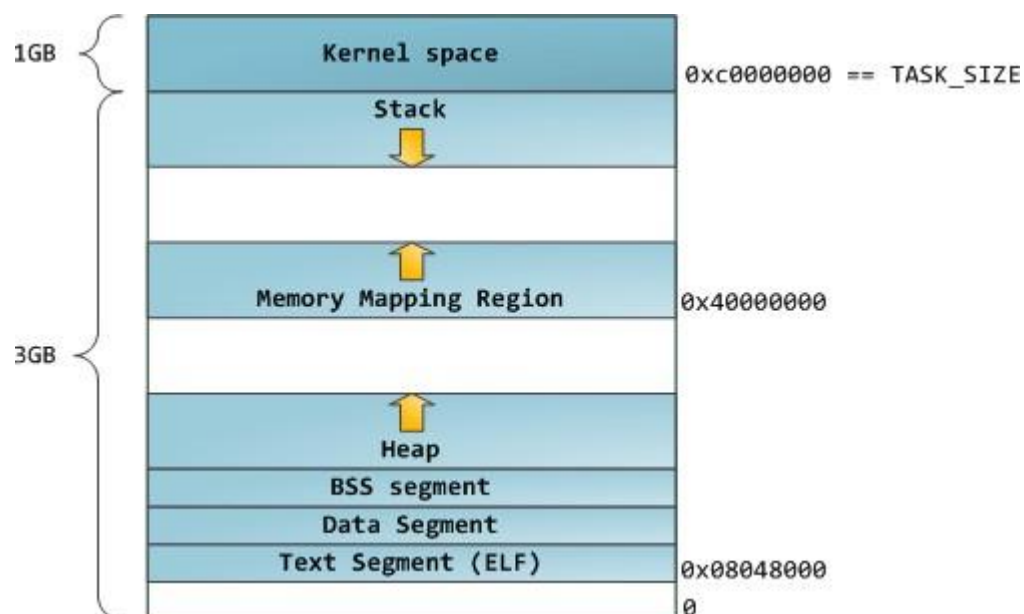 1GB
Kernel space
0xc0000000 == TASK_SIZE
Stack
Memory Mapping Region
0x40000000
3GB
Heap
BSS segment
Data Segment
Text Segment (ELF)
0x08048000
0